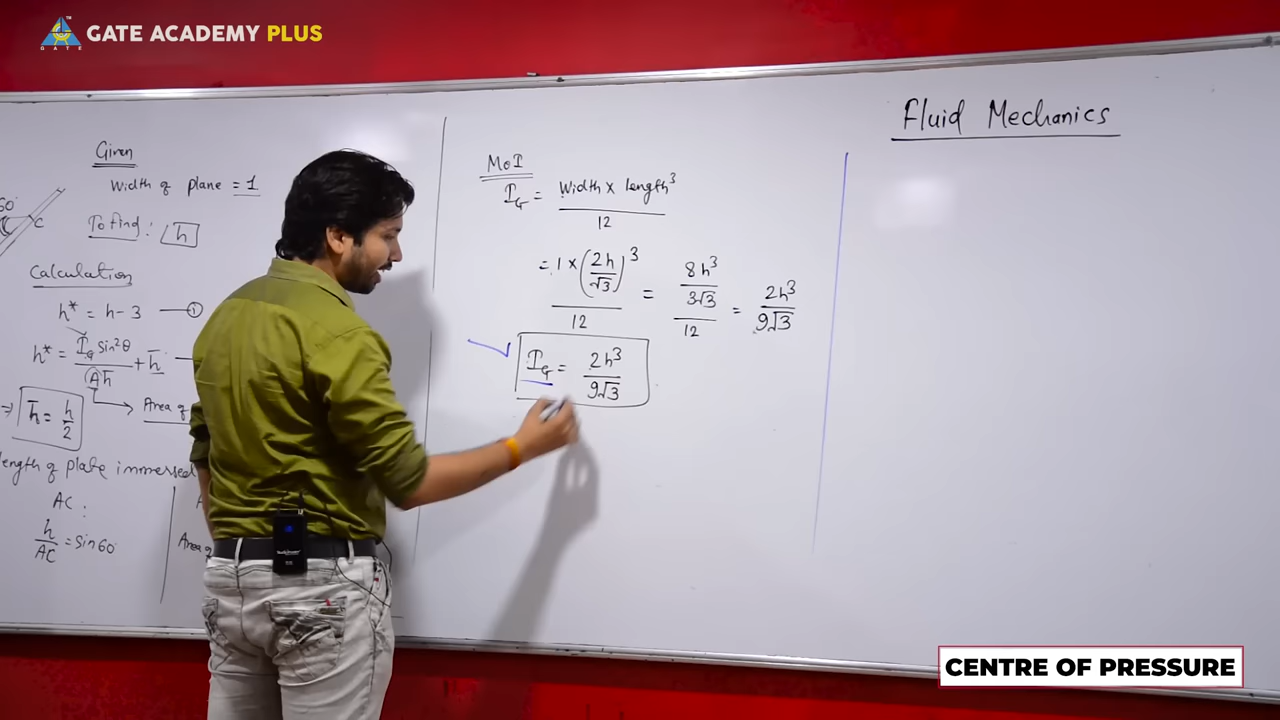 GATE ACADEMY PLUS
GATE
Fluid Mechanics
Given
Width of plane = 1
60°
C
To find : h
Calculation
h* = h - 3 — ①
h* = I_G sin²θ / A h̄ + h̄ —
Area of
⇒ h̄ = h/2
length of plate immersed
AC :
h/AC = sin 60
Area o
MoI
I_G = Width × length³ / 12
= 1 × (2h/√3)³ / 12 = 8h³/3√3 / 12 = 2h³/9√3
I_G = 2h³/9√3
CENTRE OF PRESSURE